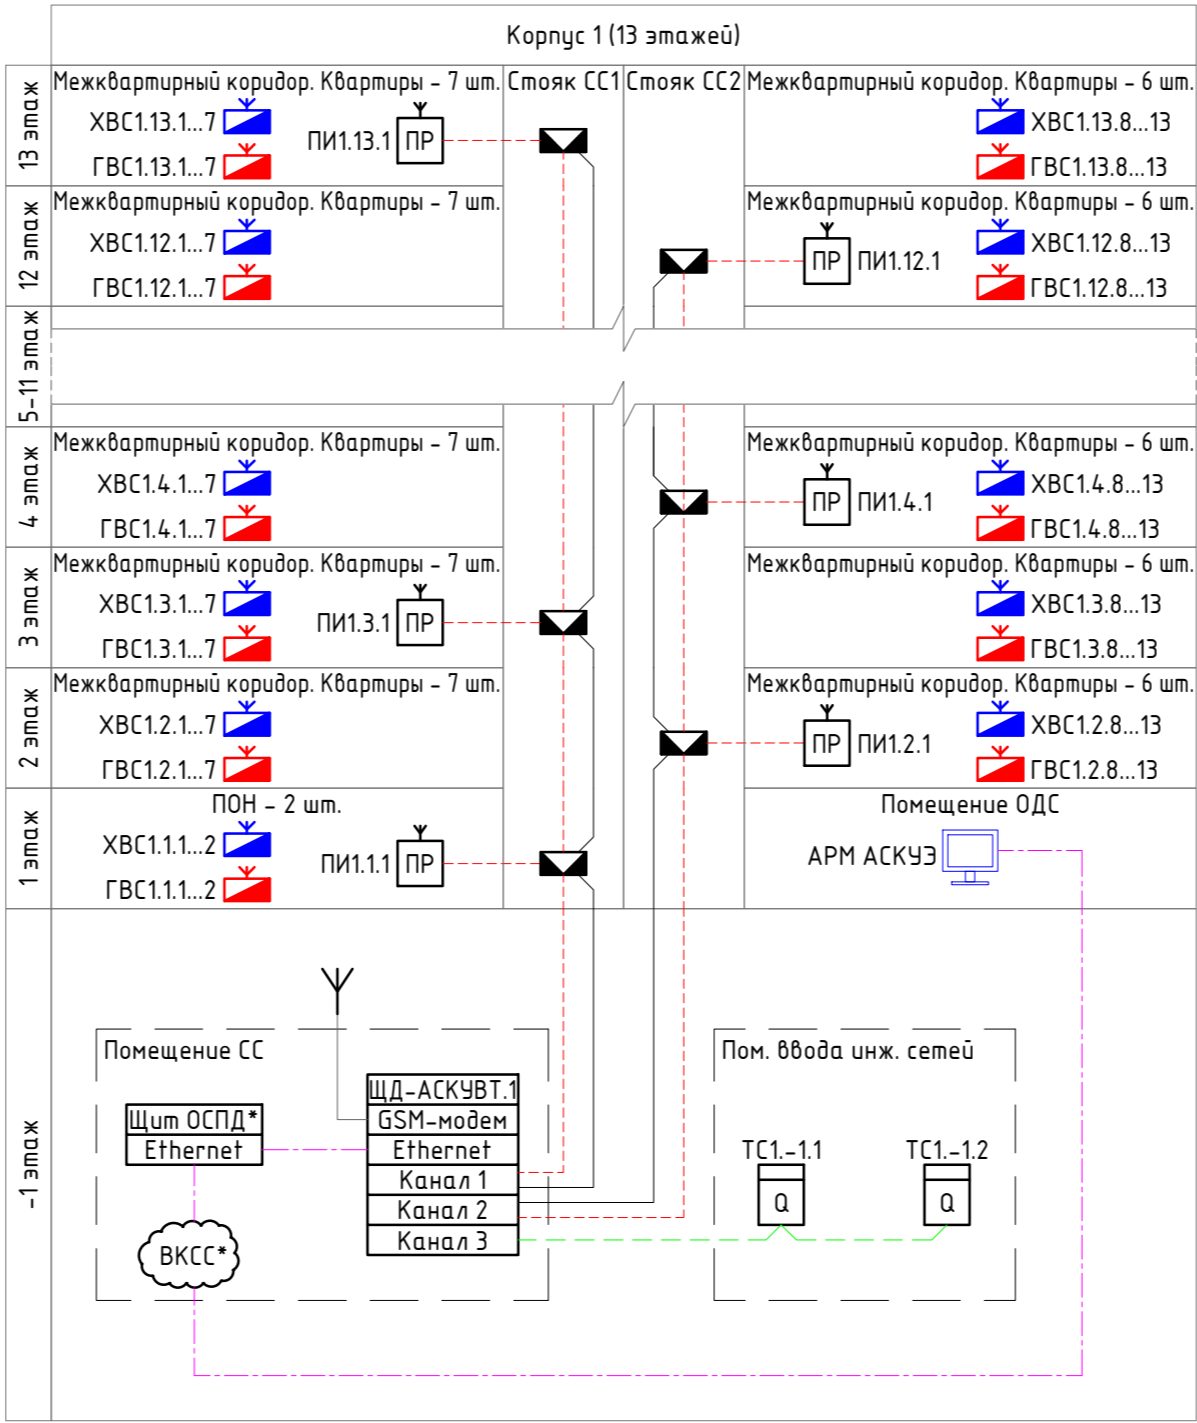 Корпус 1 (13 этажей)
13 этаж
Межквартирный коридор. Квартиры - 7 шт.
Стояк СС1
Стояк СС2
Межквартирный коридор. Квартиры - 6 шт.
ХВС1.13.1...7
ПИ1.13.1
ПР
ГВС1.13.1...7
ХВС1.13.8...13
ГВС1.13.8...13
12 этаж
Межквартирный коридор. Квартиры - 7 шт.
Межквартирный коридор. Квартиры - 6 шт.
ХВС1.12.1...7
ГВС1.12.1...7
ПР
ПИ1.12.1
ХВС1.12.8...13
ГВС1.12.8...13
5-11 этаж
4 этаж
Межквартирный коридор. Квартиры - 7 шт.
Межквартирный коридор. Квартиры - 6 шт.
ХВС1.4.1...7
ГВС1.4.1...7
ПР
ПИ1.4.1
ХВС1.4.8...13
ГВС1.4.8...13
3 этаж
Межквартирный коридор. Квартиры - 7 шт.
Межквартирный коридор. Квартиры - 6 шт.
ХВС1.3.1...7
ПИ1.3.1
ПР
ГВС1.3.1...7
ХВС1.3.8...13
ГВС1.3.8...13
2 этаж
Межквартирный коридор. Квартиры - 7 шт.
Межквартирный коридор. Квартиры - 6 шт.
ХВС1.2.1...7
ГВС1.2.1...7
ПР
ПИ1.2.1
ХВС1.2.8...13
ГВС1.2.8...13
1 этаж
ПОН - 2 шт.
ХВС1.1.1...2
ПИ1.1.1
ПР
ГВС1.1.1...2
Помещение ОДС
АРМ АСКУЭ
-1 этаж
Помещение СС
Щит ОСПД*
Ethernet
ВКСС*
ЩД-АСКУВТ.1
GSM-модем
Ethernet
Канал 1
Канал 2
Канал 3
Пом. ввода инж. сетей
ТС1.-1.1
Q
ТС1.-1.2
Q